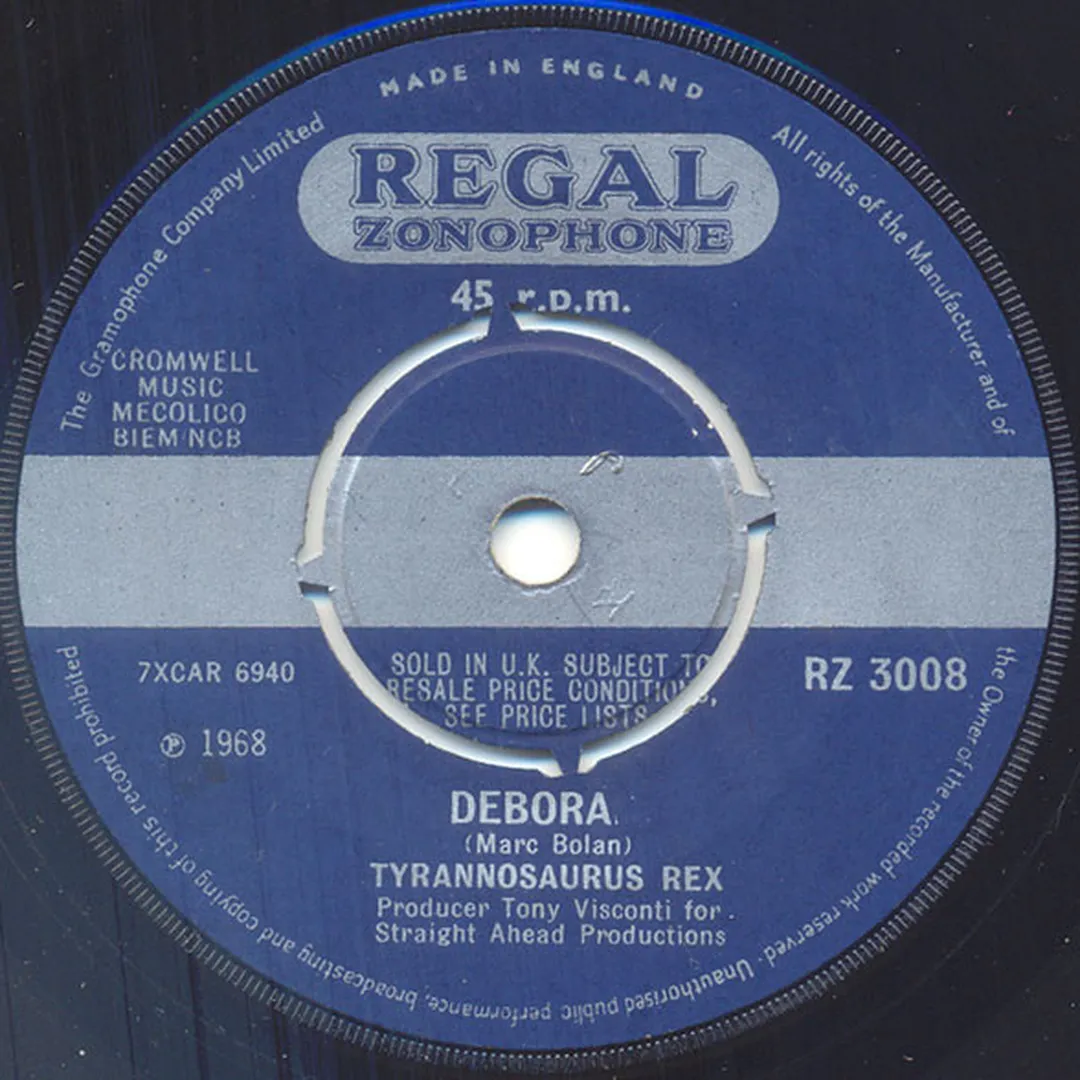 MADE IN ENGLAND
The Gramophone Company Limited
All rights of the Manufacturer and of
the Owner of the recorded work reserved · Unauthorised public performance, broadcasting and copying of this record prohibited
REGAL
ZONOPHONE
45 r.p.m.
CROMWELL
MUSIC
MECOLICO
BIEM NCB
7XCAR 6940
℗ 1968
SOLD IN U.K. SUBJECT TO
RESALE PRICE CONDITIONS,
SEE PRICE LISTS
RZ 3008
DEBORA
(Marc Bolan)
TYRANNOSAURUS REX
Producer Tony Visconti for
Straight Ahead Productions